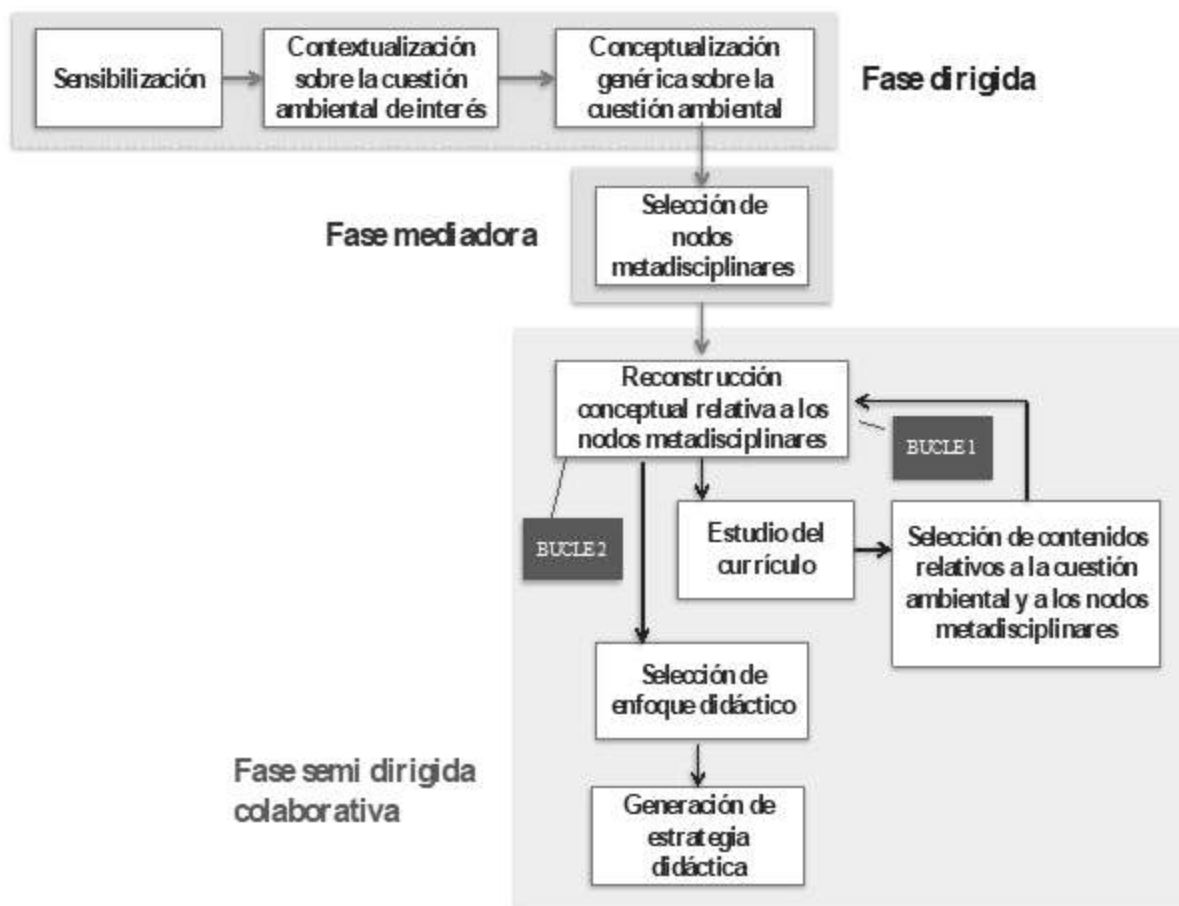 Sensibilización
Contextualización
sobre la cuestión
ambiental de interés
Conceptualización
genérica sobre la
cuestión ambiental
Fase dirigida
Fase mediadora
Selección de
nodos
metadisciplinares
Reconstrucción
conceptual relativa a los
nodos metadisciplinares
BUCLE 1
BUCLE 2
Estudio del
currículo
Selección de contenidos
relativos a la cuestión
ambiental y a los nodos
metadisciplinares
Selección de
enfoque didáctico
Fase semi dirigida
colaborativa
Generación de
estrategia
didáctica